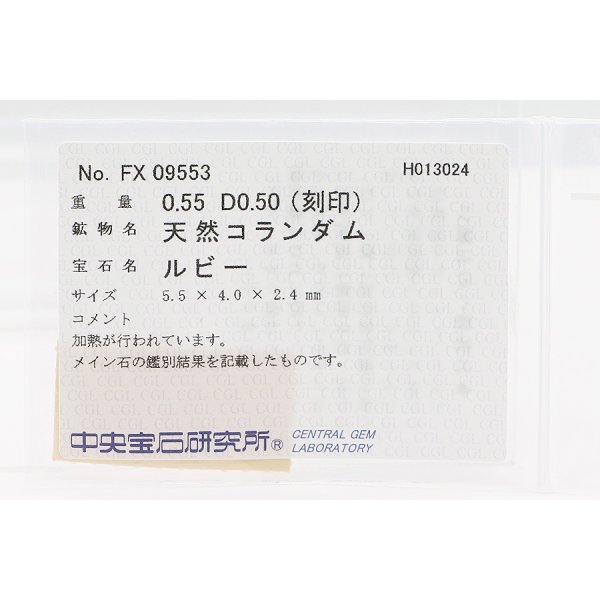 No. FX 09553 H013024
重量 0.55 D0.50 (刻印)
鉱物名 天然コランダム
宝石名 ルビー
サイズ 5.5 × 4.0 × 2.4 mm
コメント
加熱が行われています。
メイン石の鑑別結果を記載したものです。
中央宝石研究所® CENTRAL GEM
LABORATORY